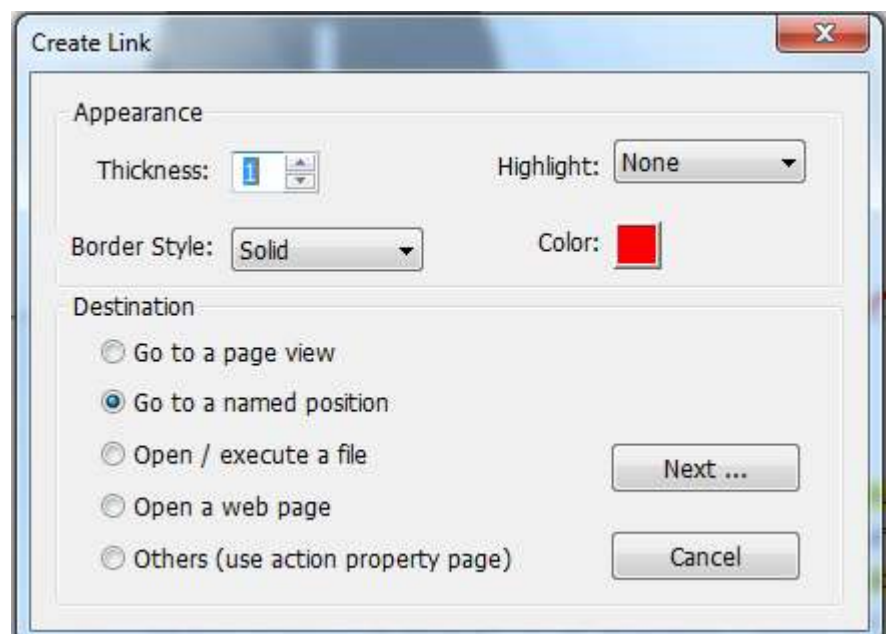 Create Link
Appearance
Thickness: 1 Highlight: None
Border Style: Solid Color:
Destination
Go to a page view
Go to a named position
Open / execute a file
Next ...
Open a web page
Others (use action property page)
Cancel